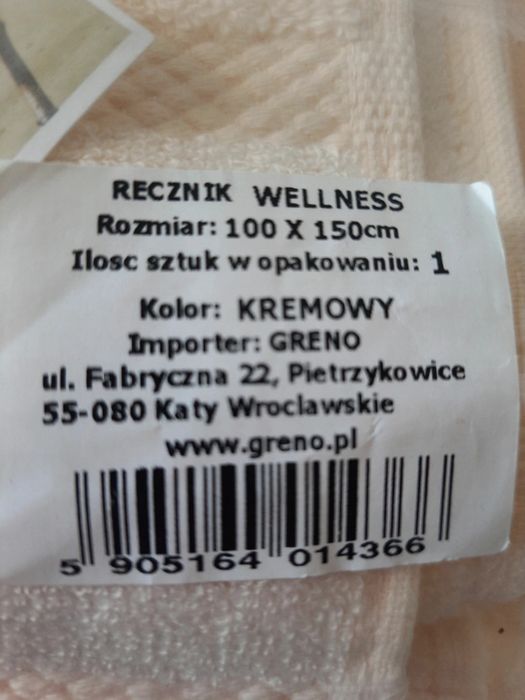 RECZNIK WELLNESS
Rozmiar: 100 X 150cm
Ilosc sztuk w opakowaniu: 1
Kolor: KREMOWY
Importer: GRENO
ul. Fabryczna 22, Pietrzykowice
55-080 Katy Wroclawskie
www.greno.pl
5 905164 014366